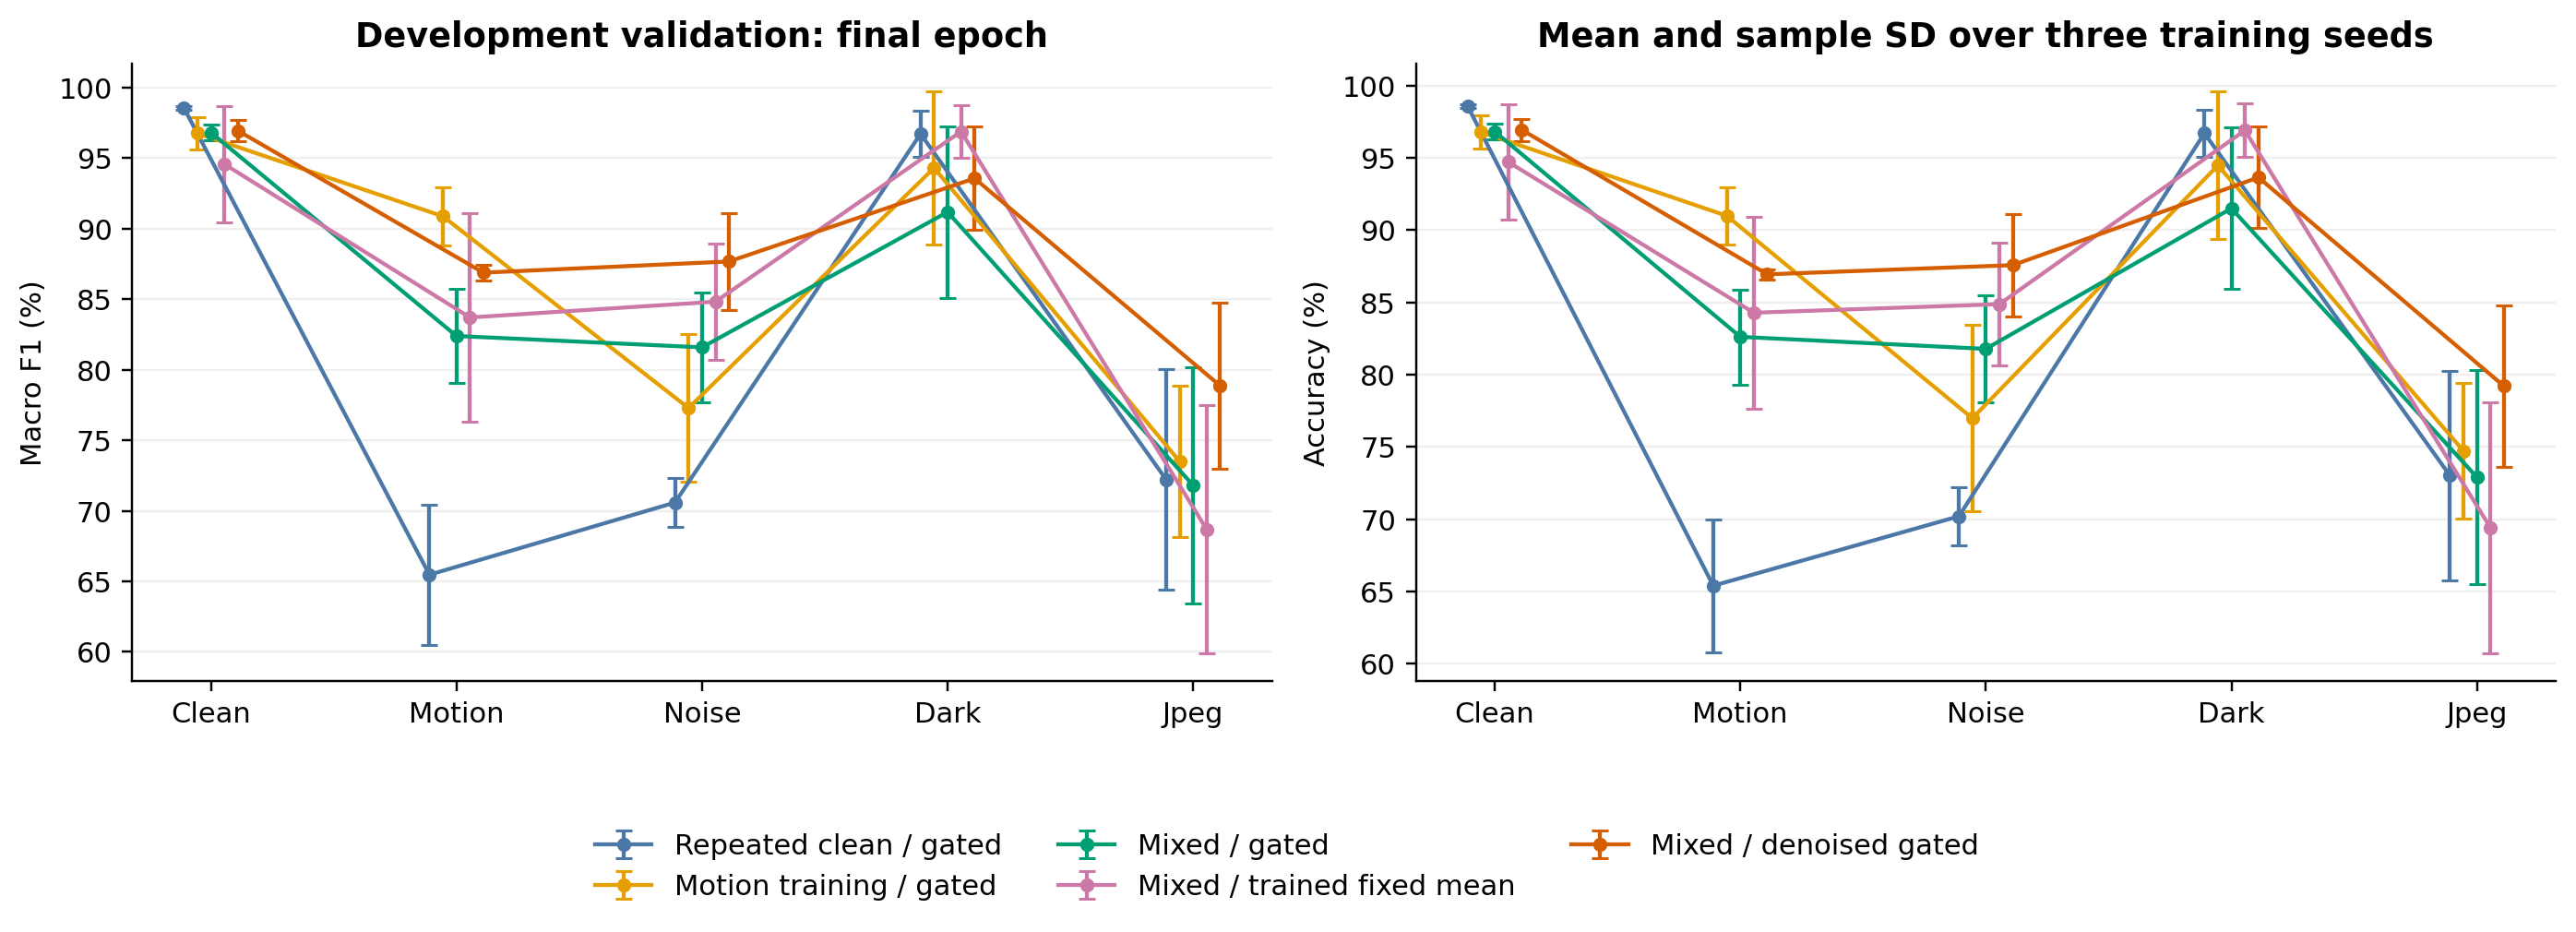 Development validation: final epoch
Macro F1 (%)
100
95
90
85
80
75
70
65
60
Clean Motion Noise Dark Jpeg
Mean and sample SD over three training seeds
Accuracy (%)
100
95
90
85
80
75
70
65
60
Clean Motion Noise Dark Jpeg
Repeated clean / gated
Motion training / gated
Mixed / gated
Mixed / trained fixed mean
Mixed / denoised gated